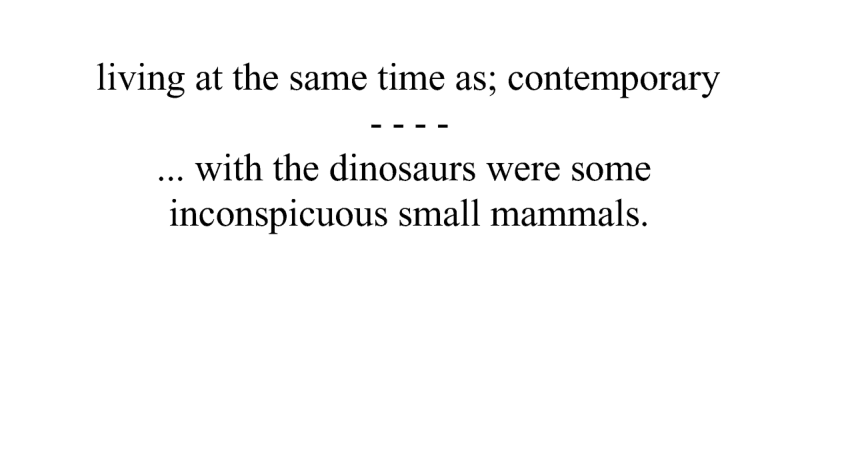 living at the same time as; contemporary
- - - -
... with the dinosaurs were some
inconspicuous small mammals.